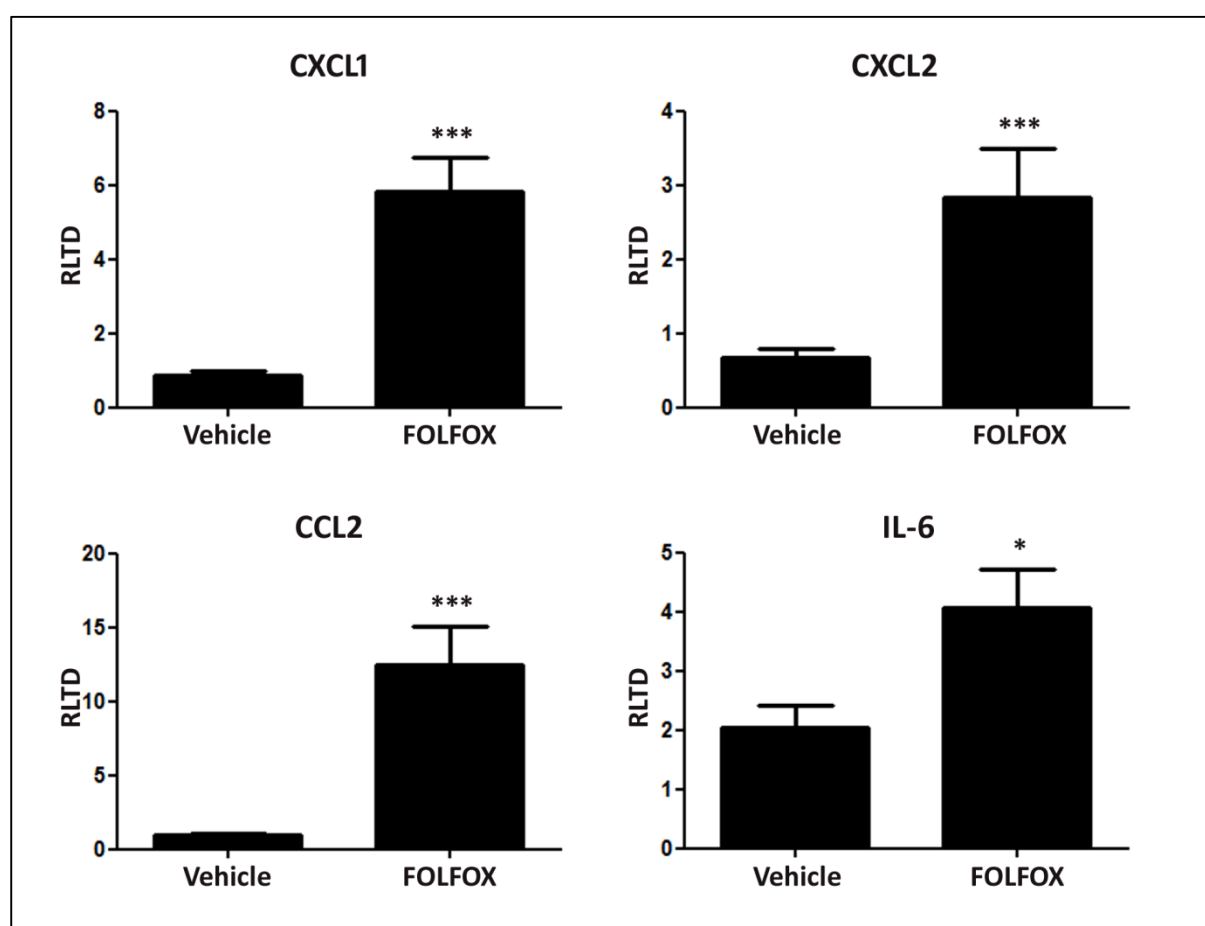 CXCL1
CXCL2
8
***
6
RLTD
4
2
0
Vehicle
FOLFOX
4
***
3
RLTD
2
1
0
Vehicle
FOLFOX
CCL2
IL-6
20
***
15
RLTD
10
5
0
Vehicle
FOLFOX
5
*
4
3
RLTD
2
1
0
Vehicle
FOLFOX